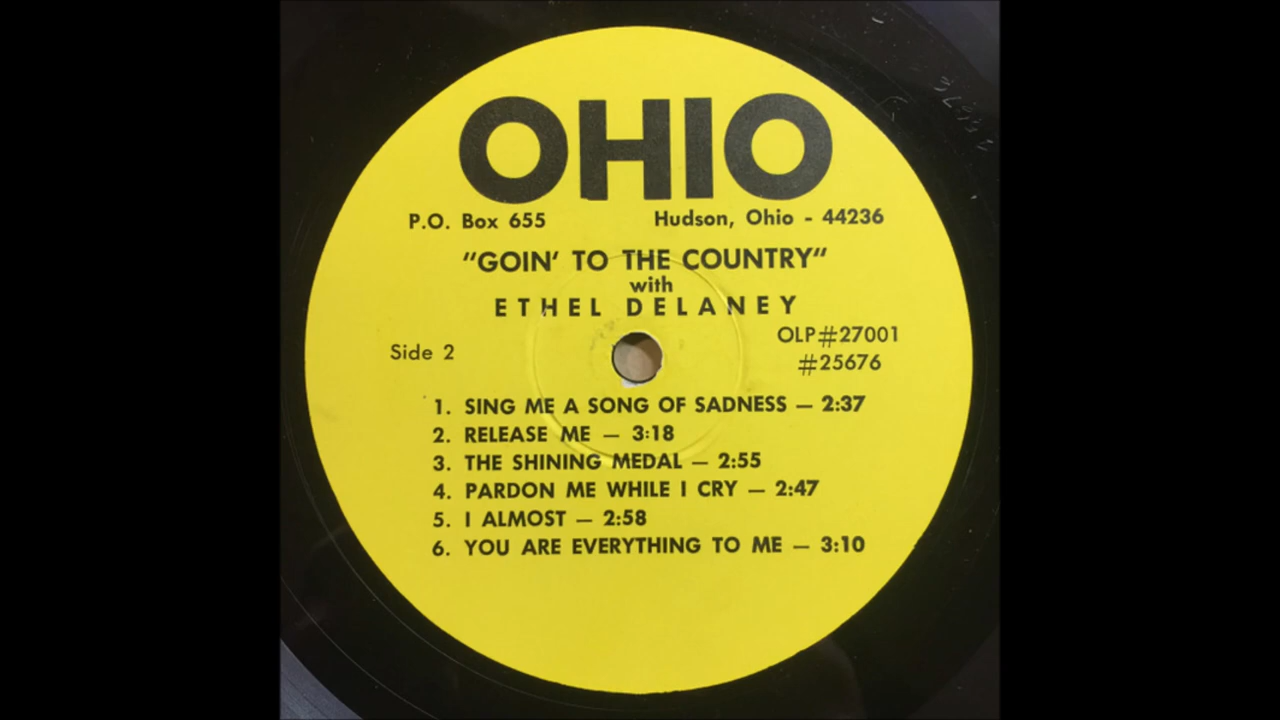 OHIO
P.O. Box 655 Hudson, Ohio - 44236
"GOIN' TO THE COUNTRY"
with
ETHEL DELANEY
Side 2
OLP#27001
#25676
1. SING ME A SONG OF SADNESS — 2:37
2. RELEASE ME — 3:18
3. THE SHINING MEDAL — 2:55
4. PARDON ME WHILE I CRY — 2:47
5. I ALMOST — 2:58
6. YOU ARE EVERYTHING TO ME — 3:10